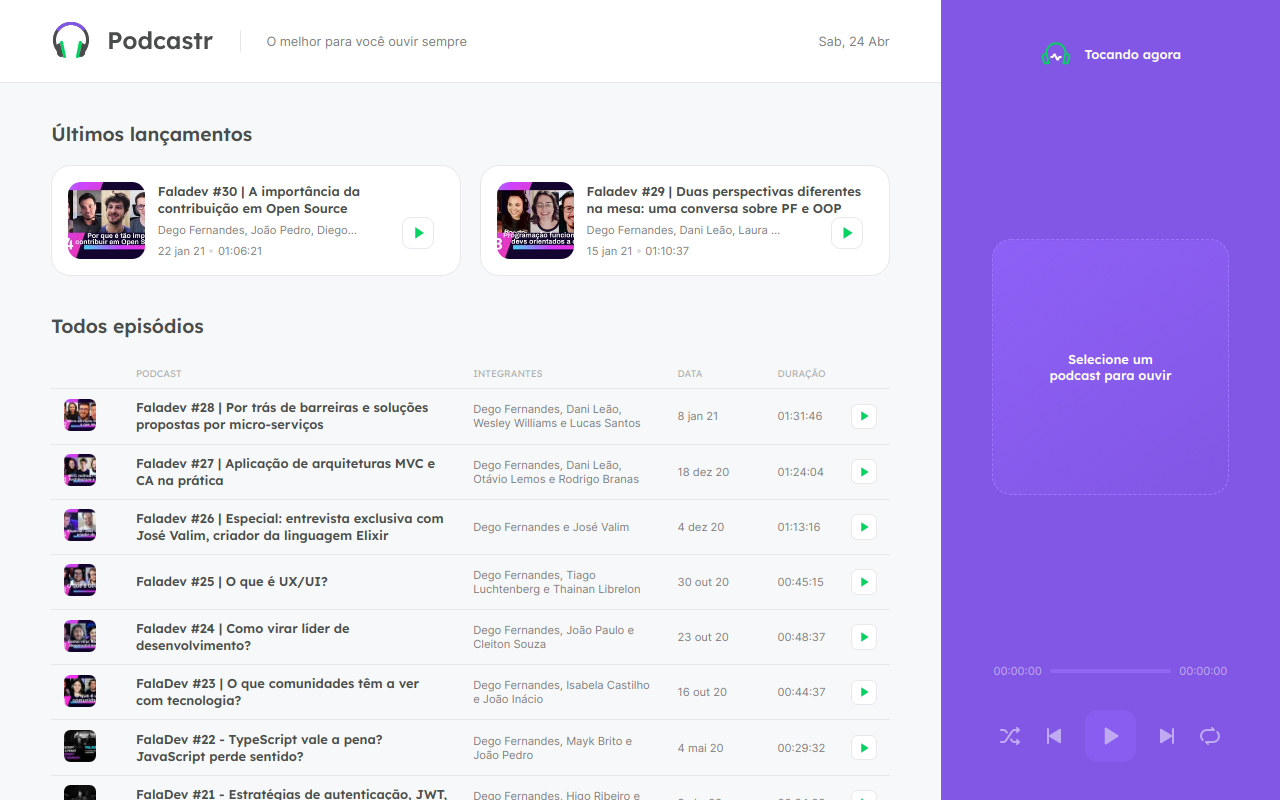 Podcastr
O melhor para você ouvir sempre
Sab, 24 Abr
Últimos lançamentos
Faladev #30 | A importância da
contribuição em Open Source
Dego Fernandes, João Pedro, Diego...
22 jan 21 • 01:06:21
Faladev #29 | Duas perspectivas diferentes
na mesa: uma conversa sobre PF e OOP
Dego Fernandes, Dani Leão, Laura ...
15 jan 21 • 01:10:37
Todos episódios
PODCAST INTEGRANTES DATA DURAÇÃO
Faladev #28 | Por trás de barreiras e soluções
propostas por micro-serviços
Dego Fernandes, Dani Leão,
Wesley Williams e Lucas Santos
8 jan 21
01:31:46
Faladev #27 | Aplicação de arquiteturas MVC e
CA na prática
Dego Fernandes, Dani Leão,
Otávio Lemos e Rodrigo Branas
18 dez 20
01:24:04
Faladev #26 | Especial: entrevista exclusiva com
José Valim, criador da linguagem Elixir
Dego Fernandes e José Valim
4 dez 20
01:13:16
Faladev #25 | O que é UX/UI?
Dego Fernandes, Tiago
Luchtenberg e Thainan Librelon
30 out 20
00:45:15
Faladev #24 | Como virar líder de
desenvolvimento?
Dego Fernandes, João Paulo e
Cleiton Souza
23 out 20
00:48:37
FalaDev #23 | O que comunidades têm a ver
com tecnologia?
Dego Fernandes, Isabela Castilho
e João Inácio
16 out 20
00:44:37
FalaDev #22 - TypeScript vale a pena?
JavaScript perde sentido?
Dego Fernandes, Mayk Brito e
João Pedro
4 mai 20
00:29:32
FalaDev #21 - Estratégias de autenticação, JWT,
Dego Fernandes, Higo Ribeiro e
Tocando agora
Selecione um
podcast para ouvir
00:00:00
00:00:00